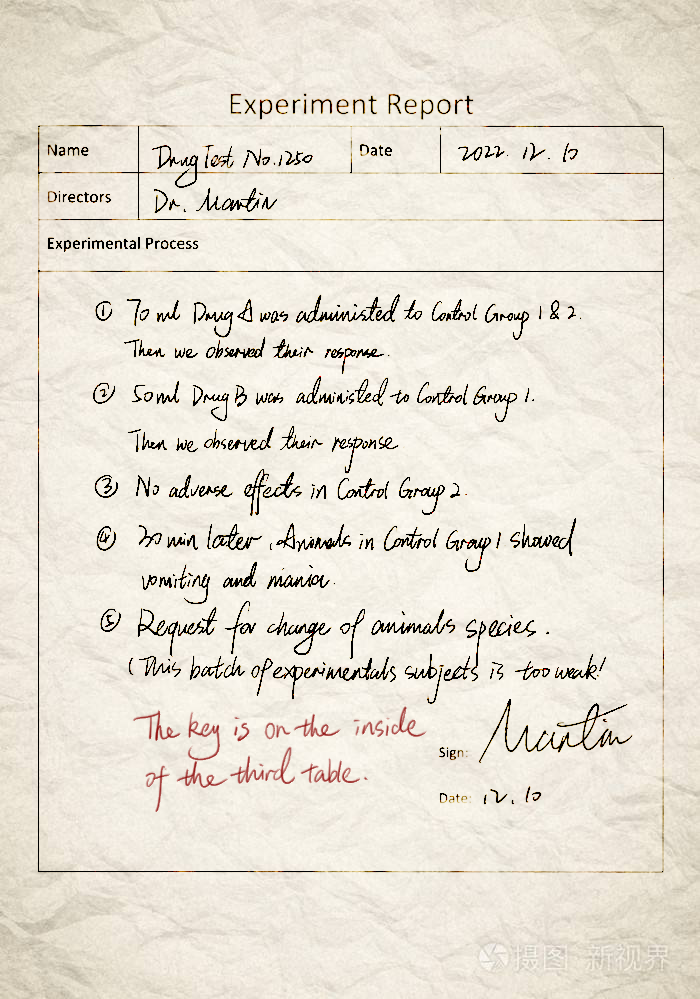 Experiment Report
Name Drug Test No.1250 Date 2022. 12. 10
Directors Dr. Martin
Experimental Process
① 70 ml Drug A was administed to Control Group 1 & 2.
Then we observed their response.
② 50 ml Drug B was administed to Control Group 1.
Then we observed their response
③ No adverse effects in Control Group 2.
④ 30 min later, Animals in Control Group 1 showed
vomiting and mania.
⑤ Request for change of animals species.
(This batch of experimentals subjects is too weak!
The key is on the inside
of the third table.
Sign: Martin
Date: 12. 10
摄图 新视界